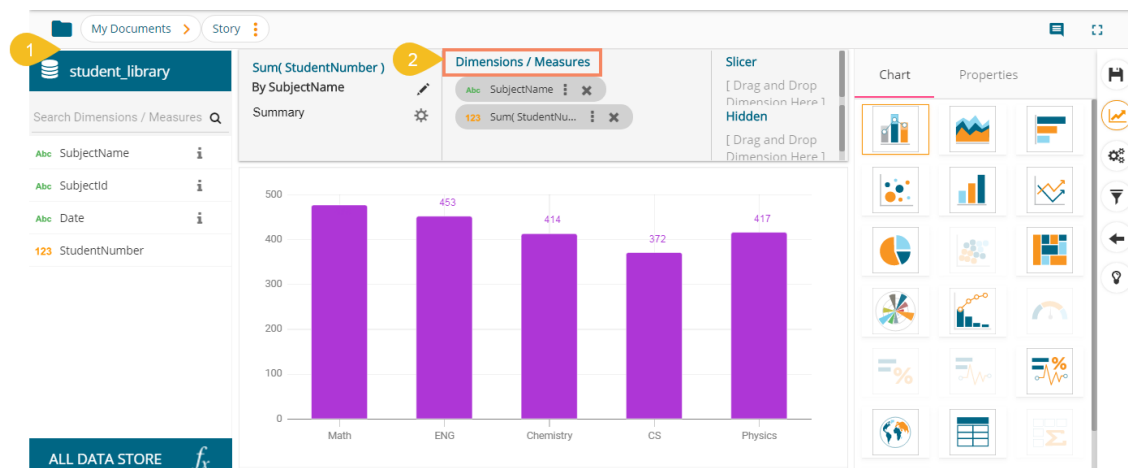 My Documents > Story
1
student_library
Search Dimensions / Measures
Abc SubjectName i
Abc SubjectId i
Abc Date i
123 StudentNumber
ALL DATA STORE fx
Sum( StudentNumber )
By SubjectName
Summary
2
Dimensions / Measures
Abc SubjectName
123 Sum( StudentNu...
Slicer
[ Drag and Drop
Dimension Here ]
Hidden
[ Drag and Drop
Dimension Here ]
500
400
300
200
100
0
453
414
372
417
Math
ENG
Chemistry
CS
Physics
Chart
Properties
%
%
Σ